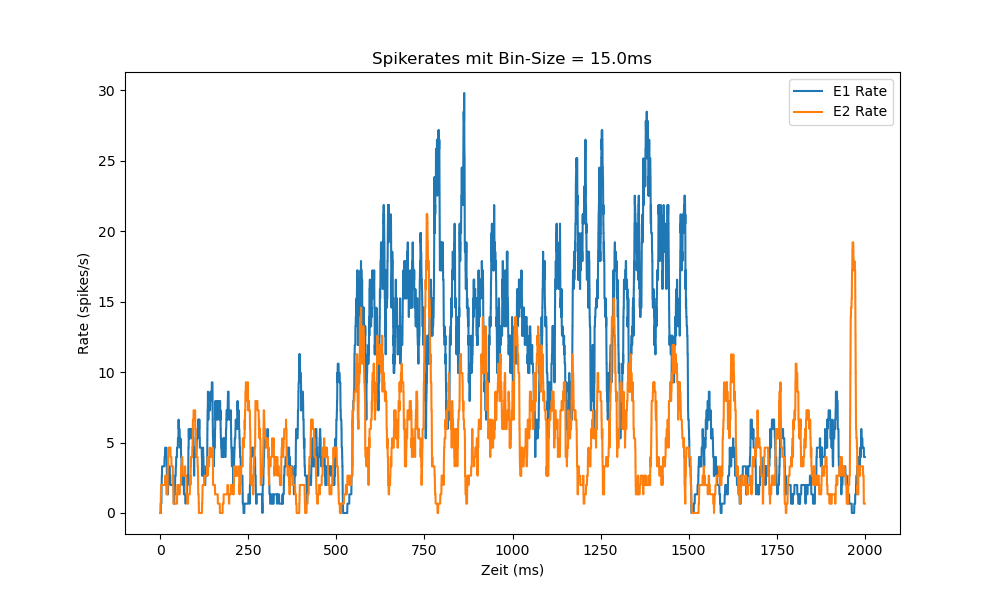 Spikerates mit Bin-Size = 15.0ms
E1 Rate
E2 Rate
30
25
20
15
10
5
0
Rate (spikes/s)
0 250 500 750 1000 1250 1500 1750 2000
Zeit (ms)